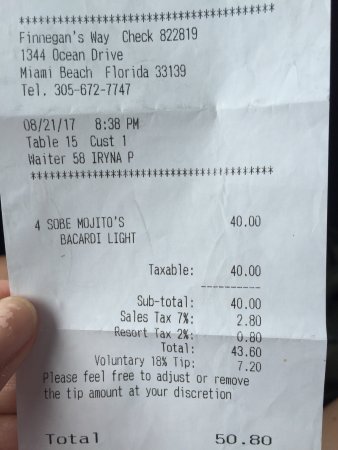 ****************************************
Finnegan's Way Check 822819
1344 Ocean Drive
Miami Beach Florida 33139
Tel. 305-672-7747
08/21/17 8:38 PM
Table 15 Cust 1
Waiter 58 IRYNA P
****************************************
4 SOBE MOJITO'S 40.00
BACARDI LIGHT
Taxable: 40.00
----------
Sub-total: 40.00
Sales Tax 7%: 2.80
Resort Tax 2%: 0.80
Total: 43.60
Voluntary 18% Tip: 7.20
Please feel free to adjust or remove
the tip amount at your discretion
Total 50.80